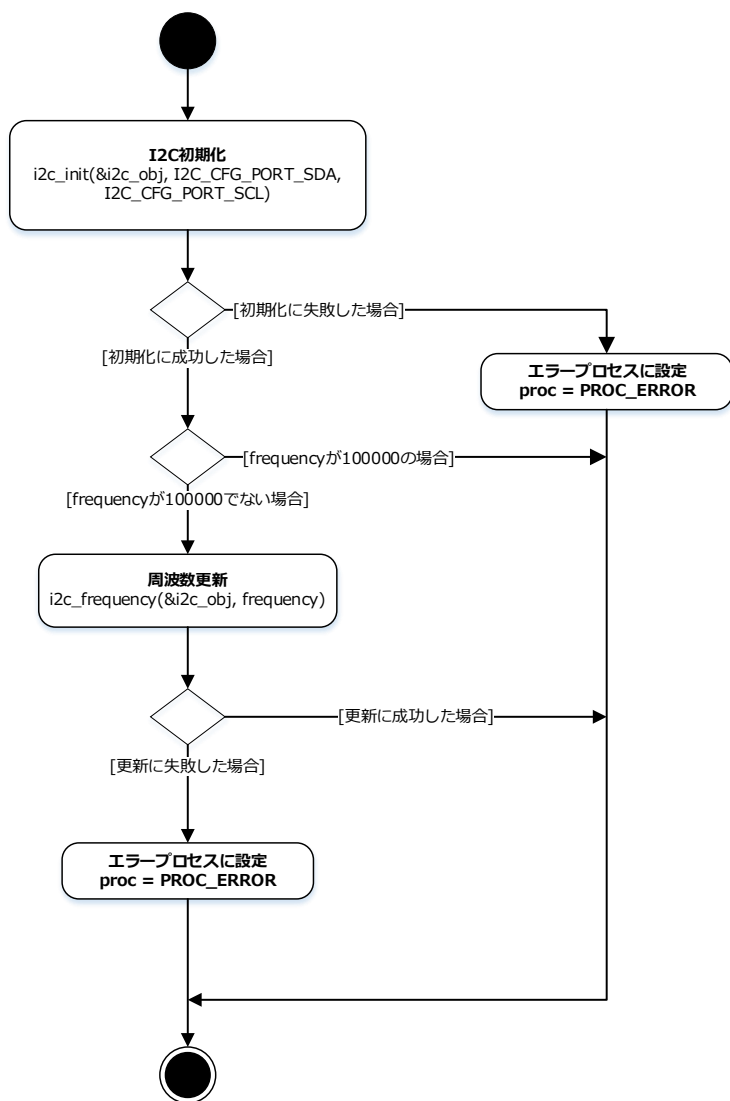 I2C初期化
i2c_init(&i2c_obj, I2C_CFG_PORT_SDA,
I2C_CFG_PORT_SCL)
[初期化に失敗した場合]
[初期化に成功した場合]
エラープロセスに設定
proc = PROC_ERROR
[frequencyが100000の場合]
[frequencyが100000でない場合]
周波数更新
i2c_frequency(&i2c_obj, frequency)
[更新に成功した場合]
[更新に失敗した場合]
エラープロセスに設定
proc = PROC_ERROR